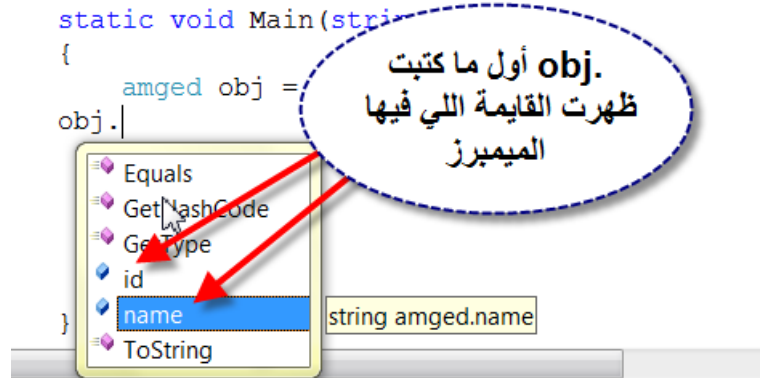 static void Main(stri
{
amged obj =
obj.
.obj أول ما كتبت
ظهرت القايمة اللي فيها
الميمبرز
Equals
GetHashCode
GetType
id
name
string amged.name
ToString
}